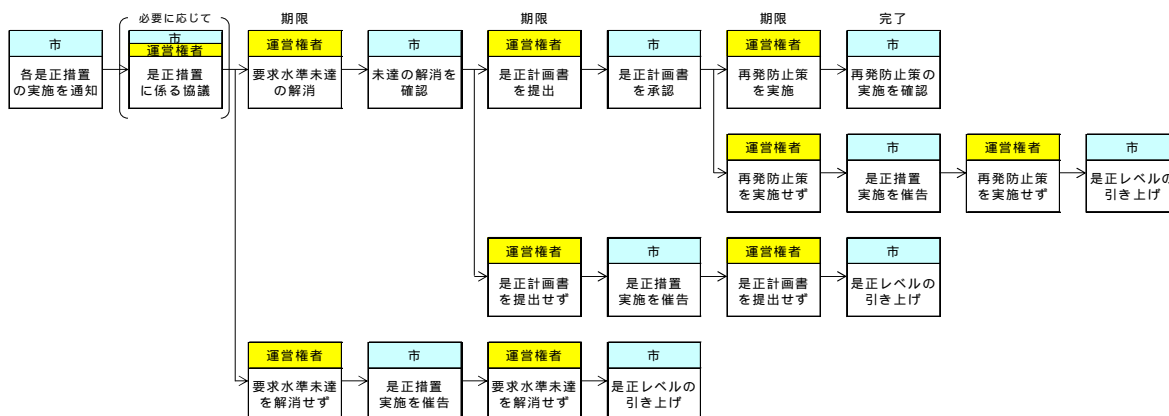 必要に応じて
期限
期限
期限
完了
市
各是正措置
の実施を通知
市
運営権者
是正措置
に係る協議
運営権者
要求水準未達
の解消
市
未達の解消を
確認
運営権者
是正計画書
を提出
市
是正計画書
を承認
運営権者
再発防止策
を実施
市
再発防止策の
実施を確認
運営権者
再発防止策
を実施せず
市
是正措置
実施を催告
運営権者
再発防止策
を実施せず
市
是正レベルの
引き上げ
運営権者
是正計画書
を提出せず
市
是正措置
実施を催告
運営権者
是正計画書
を提出せず
市
是正レベルの
引き上げ
運営権者
要求水準未達
を解消せず
市
是正措置
実施を催告
運営権者
要求水準未達
を解消せず
市
是正レベルの
引き上げ